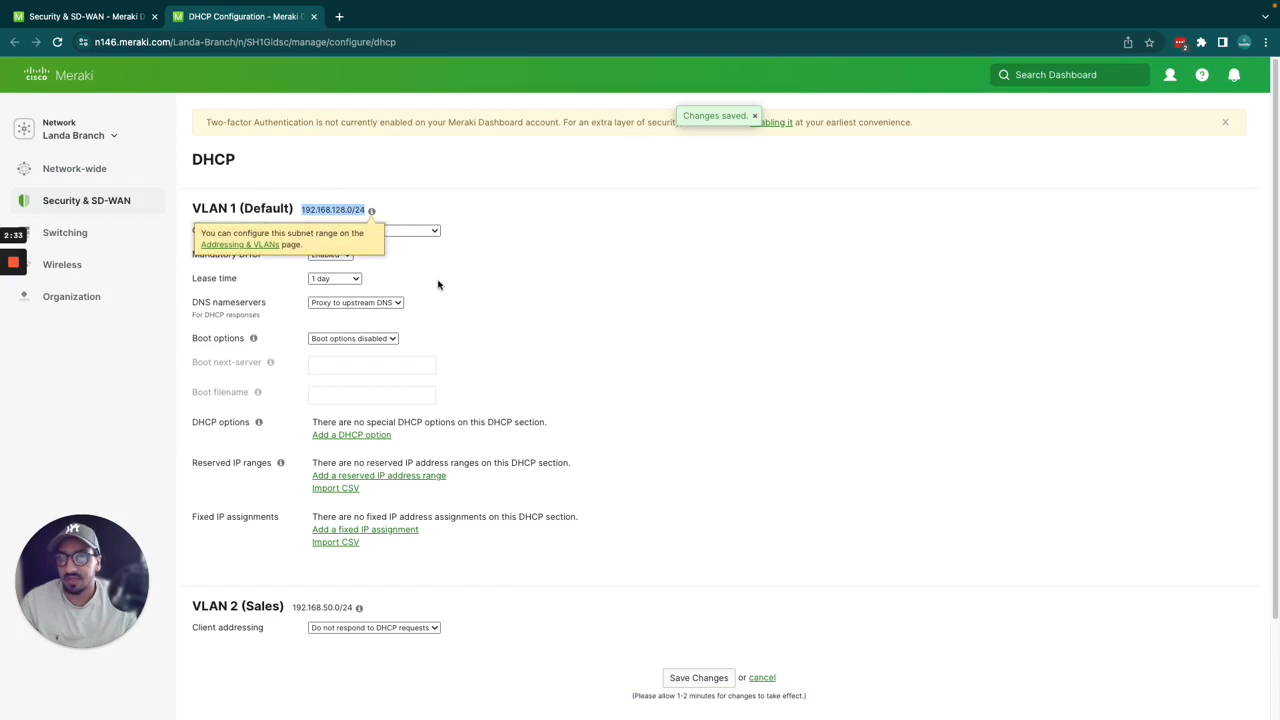 Security & SD-WAN - Meraki D
DHCP Configuration - Meraki D
n146.meraki.com/Landa-Branch/n/SH1Gldsc/manage/configure/dhcp
2
CISCO Meraki
Search Dashboard
Network
Landa Branch
Network-wide
Security & SD-WAN
2:33
Switching
Wireless
Organization
Two-factor Authentication is not currently enabled on your Meraki Dashboard account. For an extra layer of securit
abling it at your earliest convenience.
Changes saved. ×
DHCP
VLAN 1 (Default) 192.168.128.0/24
You can configure this subnet range on the
Addressing & VLANs page.
Mandatory DHCP Enabled
Lease time 1 day
DNS nameservers Proxy to upstream DNS
For DHCP responses
Boot options Boot options disabled
Boot next-server
Boot filename
DHCP options There are no special DHCP options on this DHCP section.
Add a DHCP option
Reserved IP ranges There are no reserved IP address ranges on this DHCP section.
Add a reserved IP address range
Import CSV
Fixed IP assignments There are no fixed IP address assignments on this DHCP section.
Add a fixed IP assignment
Import CSV
VLAN 2 (Sales) 192.168.50.0/24
Client addressing Do not respond to DHCP requests
Save Changes or cancel
(Please allow 1-2 minutes for changes to take effect.)